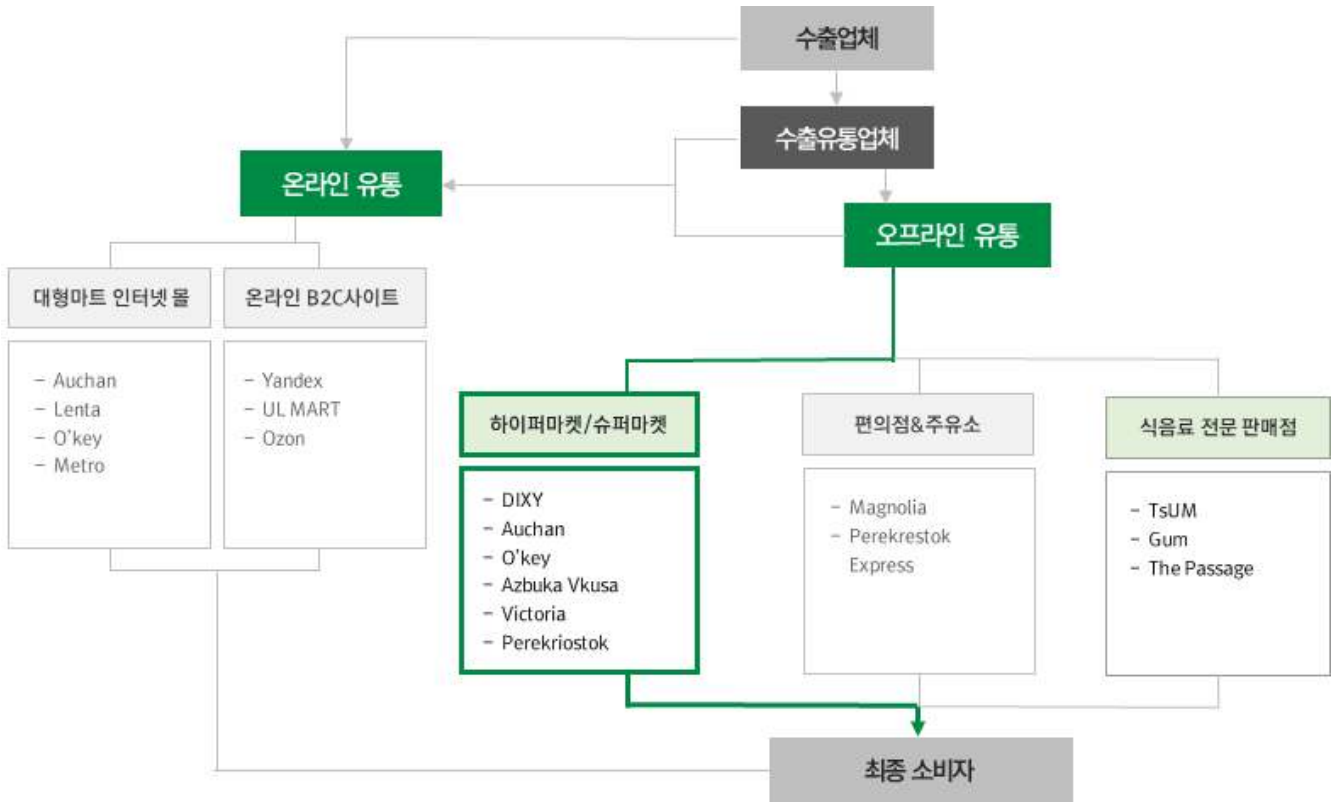 수출업체
수출유통업체
온라인 유통
오프라인 유통
대형마트 인터넷 몰
온라인 B2C사이트
- Auchan
- Lenta
- O'key
- Metro
- Yandex
- UL MART
- Ozon
하이퍼마켓/슈퍼마켓
편의점&주유소
식음료 전문 판매점
- DIXY
- Auchan
- O'key
- Azbuka Vkusa
- Victoria
- Perekriostok
- Magnolia
- Perekrestok
Express
- TsUM
- Gum
- The Passage
최종 소비자